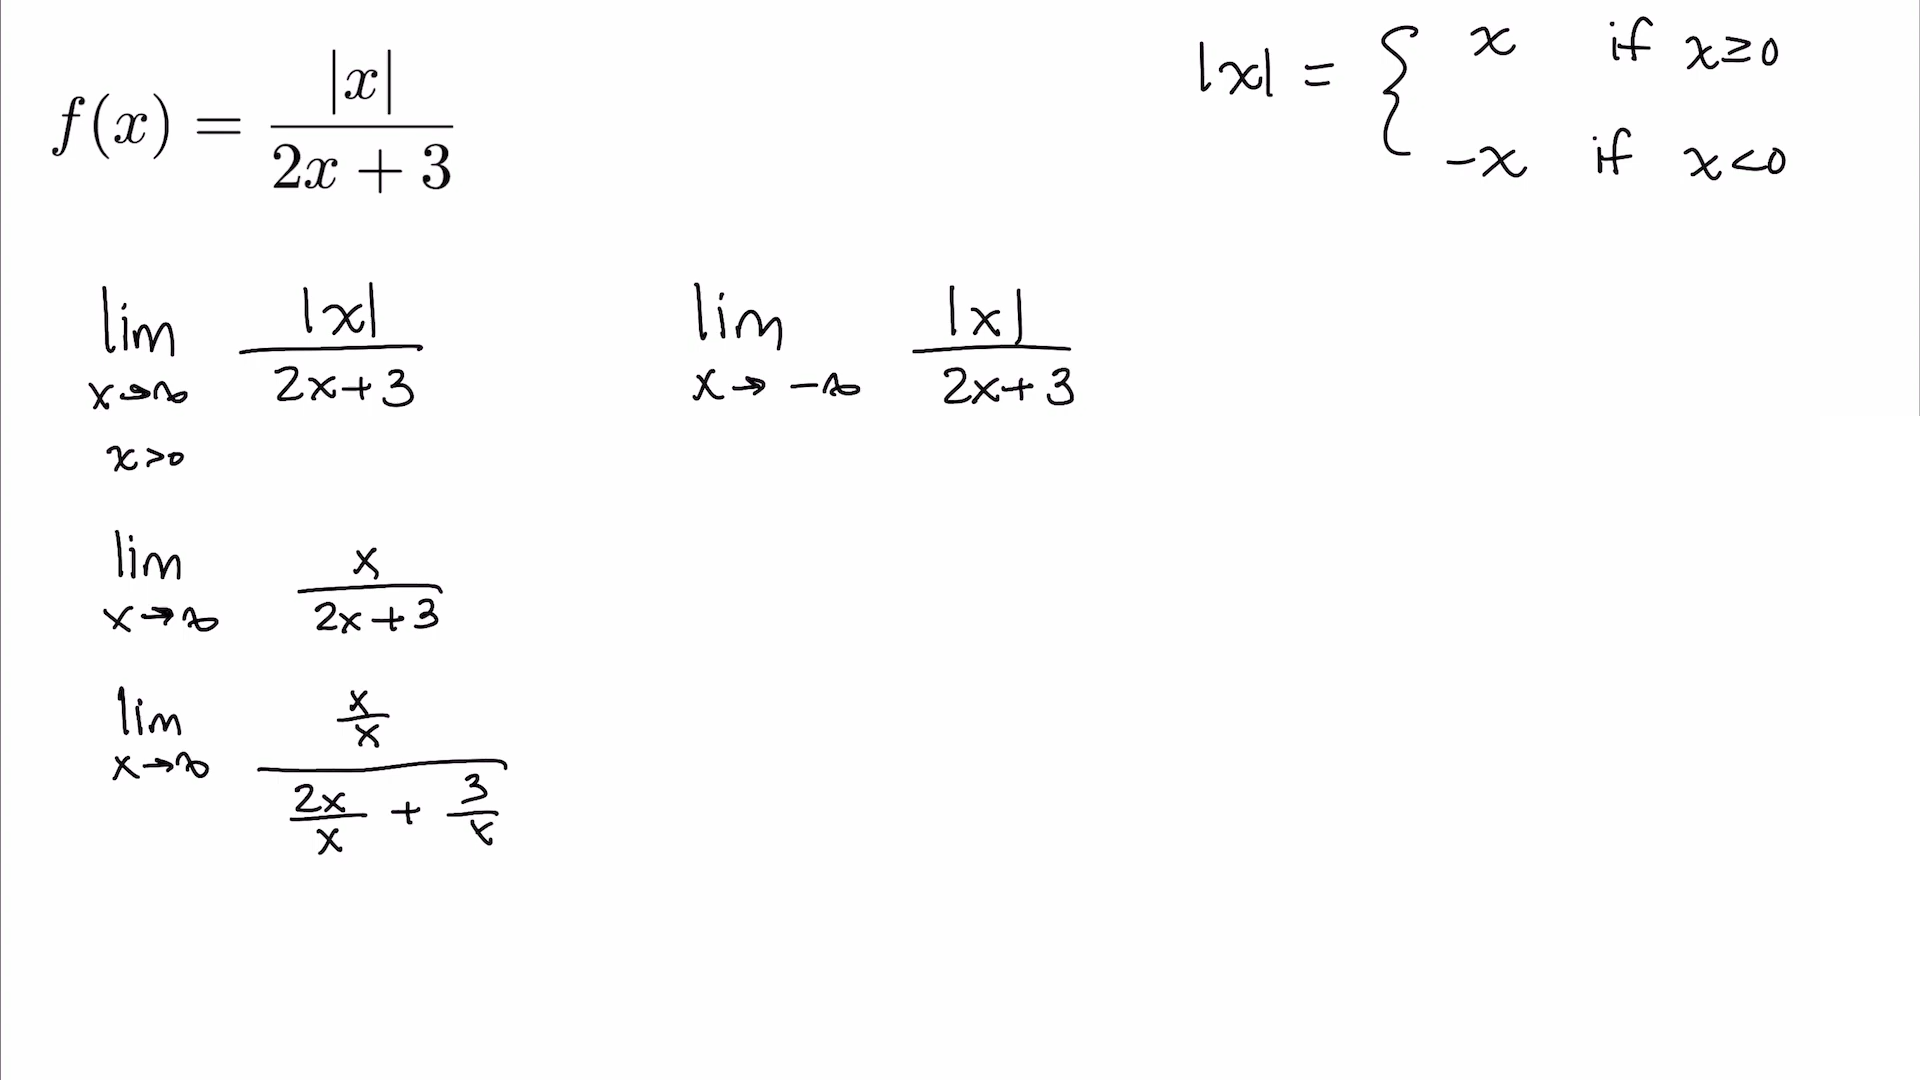 f(x) = |x| / (2x + 3)
|x| = { x if x≥0
-x if x<0
lim x→∞ |x| / (2x+3)
x>0
lim x→-∞ |x| / (2x+3)
lim x→∞ x / (2x+3)
lim x→∞ (x/x) / (2x/x + 3/x)